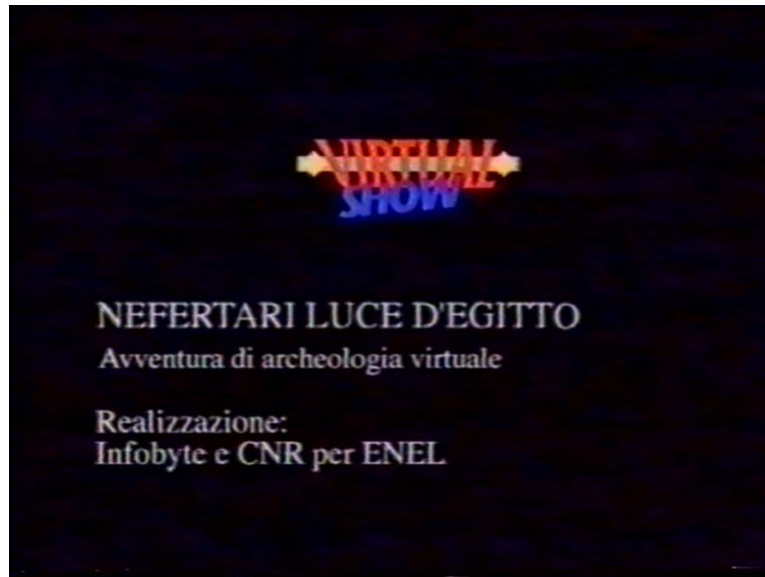 VIRTUAL
SHOW
NEFERTARI LUCE D'EGITTO
Avventura di archeologia virtuale
Realizzazione:
Infobyte e CNR per ENEL